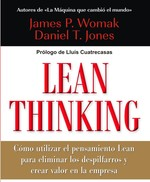 Autores de «La Máquina que cambió el mundo»
James P. Womak
Daniel T. Jones
Prólogo de Lluís Cuatrecasas
LEAN
THINKING
Cómo utilizar el pensamiento Lean
para eliminar los despilfarros y
crear valor en la empresa